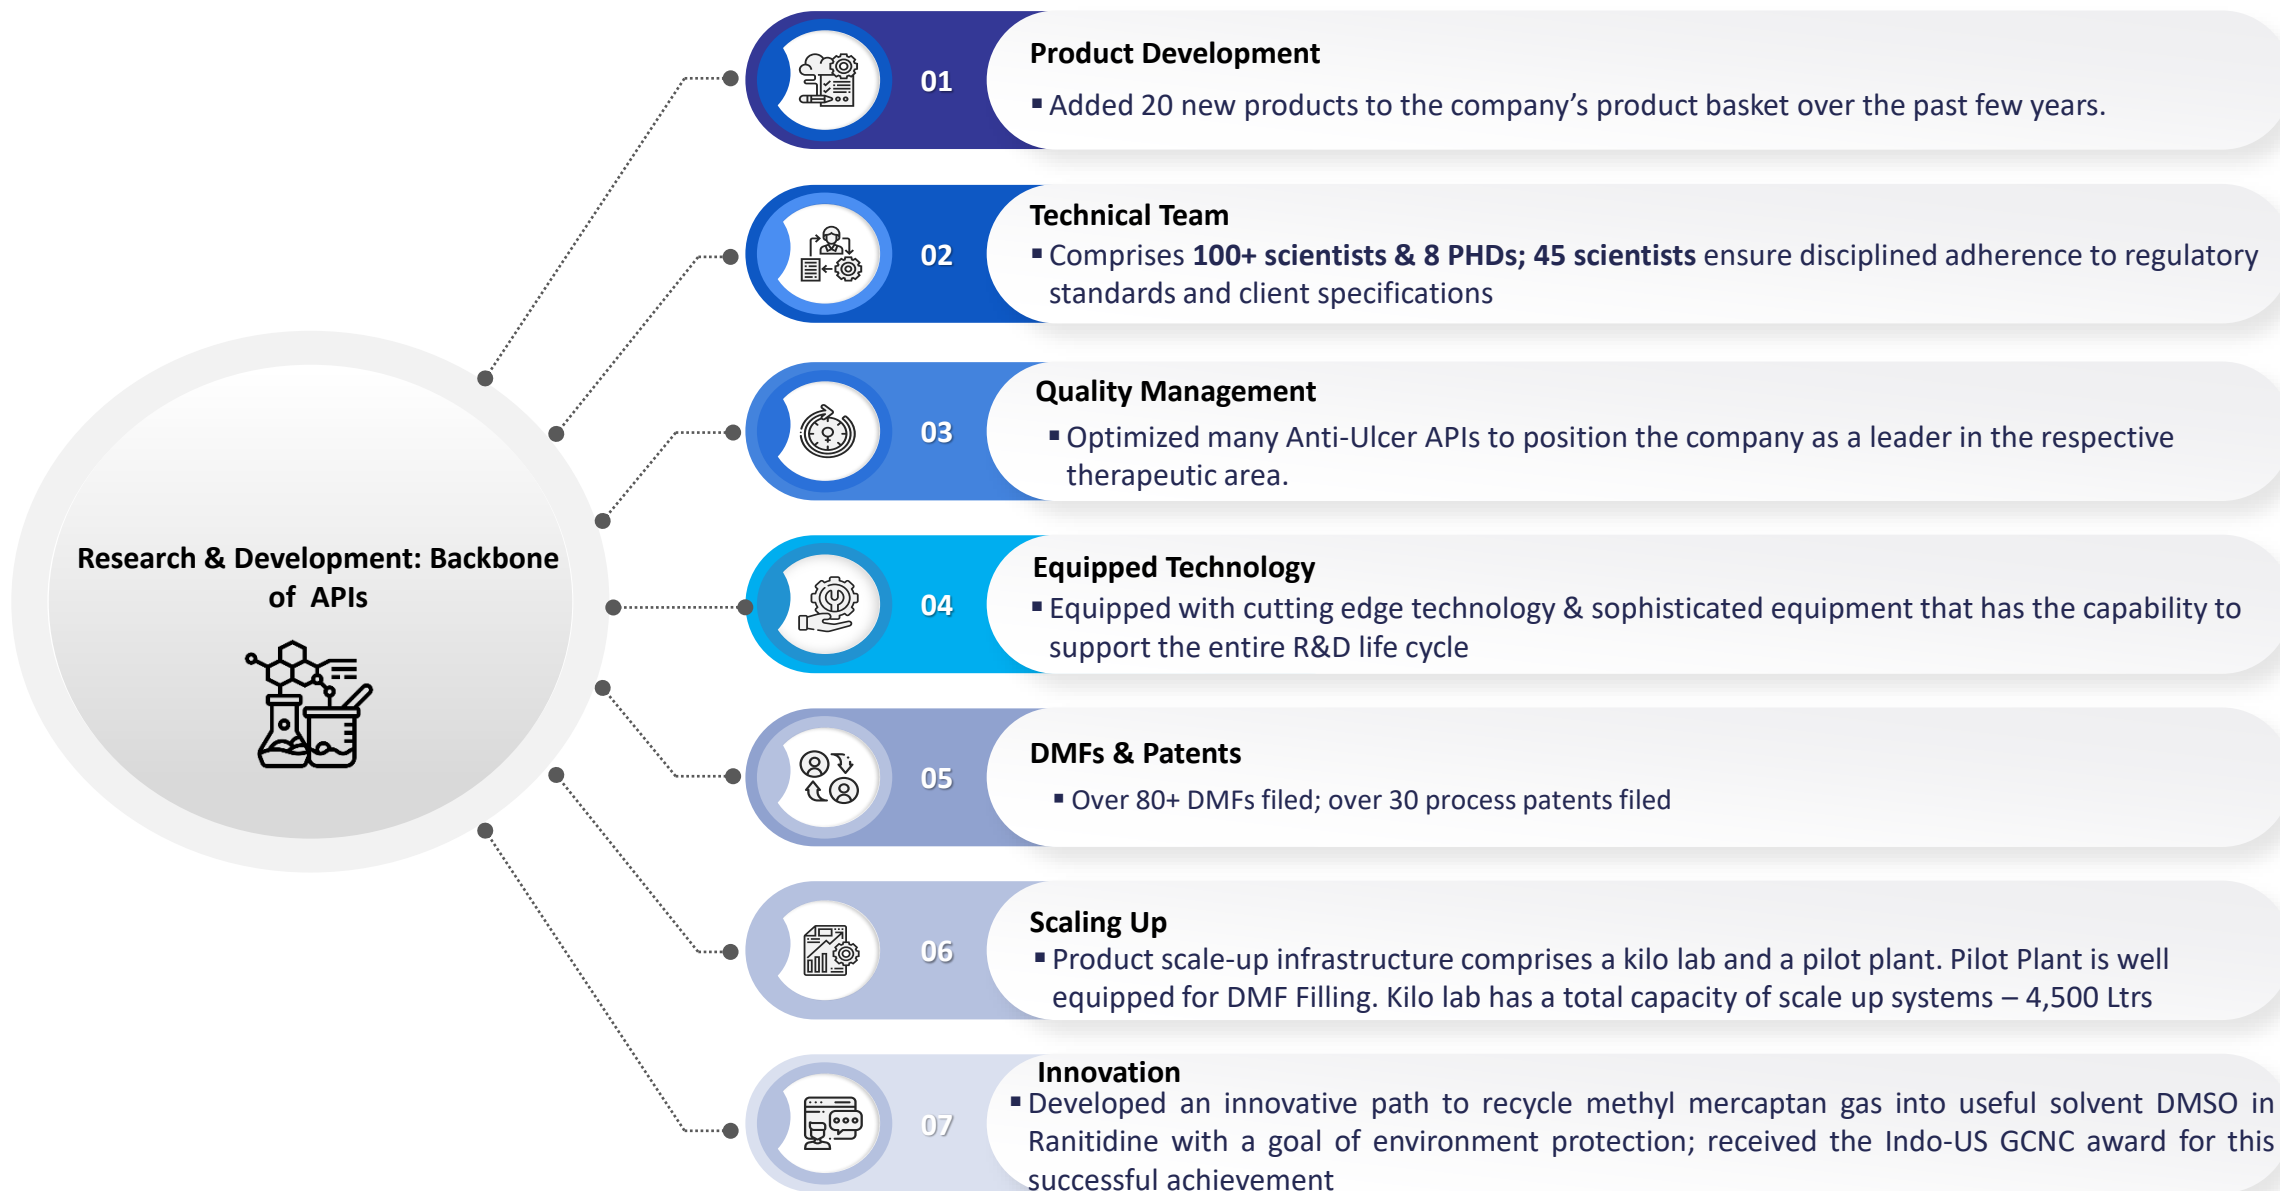 Research & Development: Backbone
of APIs
01
Product Development
▪ Added 20 new products to the company’s product basket over the past few years.
02
Technical Team
▪ Comprises 100+ scientists & 8 PHDs; 45 scientists ensure disciplined adherence to regulatory
standards and client specifications
03
Quality Management
▪ Optimized many Anti-Ulcer APIs to position the company as a leader in the respective
therapeutic area.
04
Equipped Technology
▪ Equipped with cutting edge technology & sophisticated equipment that has the capability to
support the entire R&D life cycle
05
DMFs & Patents
▪ Over 80+ DMFs filed; over 30 process patents filed
06
Scaling Up
▪ Product scale-up infrastructure comprises a kilo lab and a pilot plant. Pilot Plant is well
equipped for DMF Filling. Kilo lab has a total capacity of scale up systems – 4,500 Ltrs
07
Innovation
▪ Developed an innovative path to recycle methyl mercaptan gas into useful solvent DMSO in
Ranitidine with a goal of environment protection; received the Indo-US GCNC award for this
successful achievement